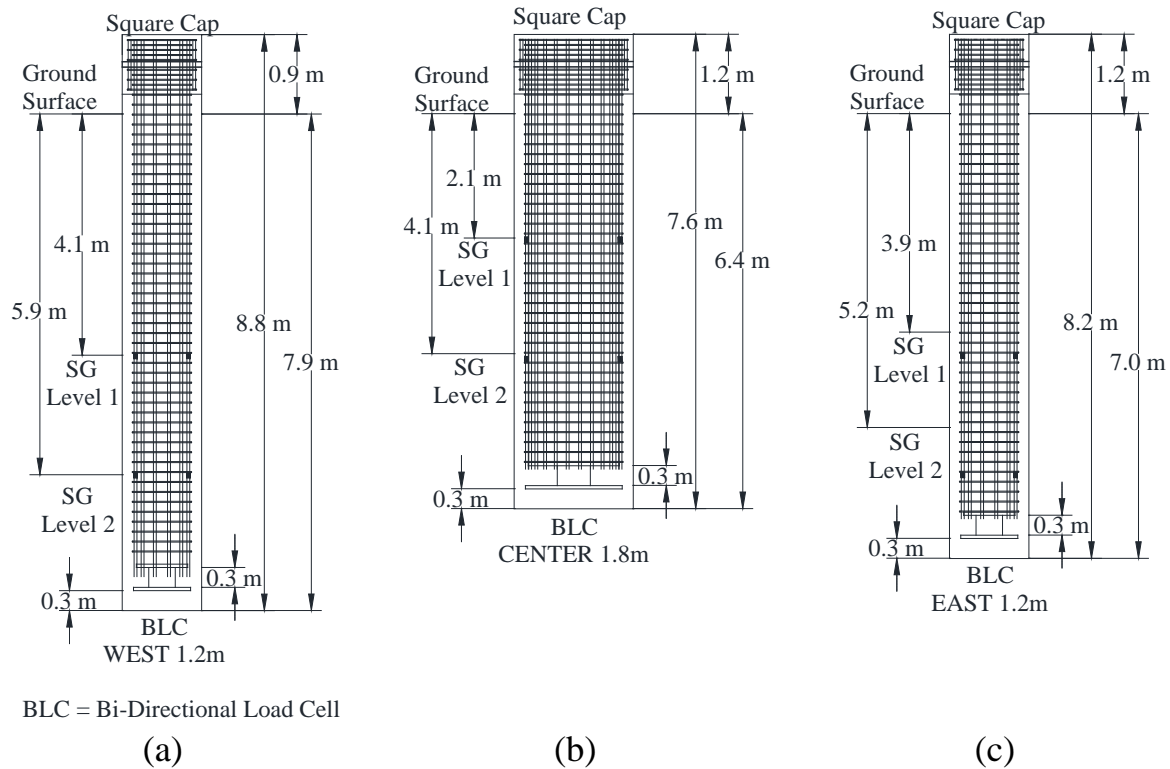 Square Cap
0.9 m
Ground
Surface
4.1 m
5.9 m
SG
Level 1
8.8 m
7.9 m
SG
Level 2
0.3 m
0.3 m
BLC
WEST 1.2m
BLC = Bi-Directional Load Cell
(a)
Square Cap
1.2 m
Ground
Surface
2.1 m
4.1 m
7.6 m
SG
Level 1
6.4 m
SG
Level 2
0.3 m
0.3 m
BLC
CENTER 1.8m
(b)
Square Cap
1.2 m
Ground
Surface
3.9 m
5.2 m
8.2 m
SG
Level 1
7.0 m
SG
Level 2
0.3 m
0.3 m
BLC
EAST 1.2m
(c)